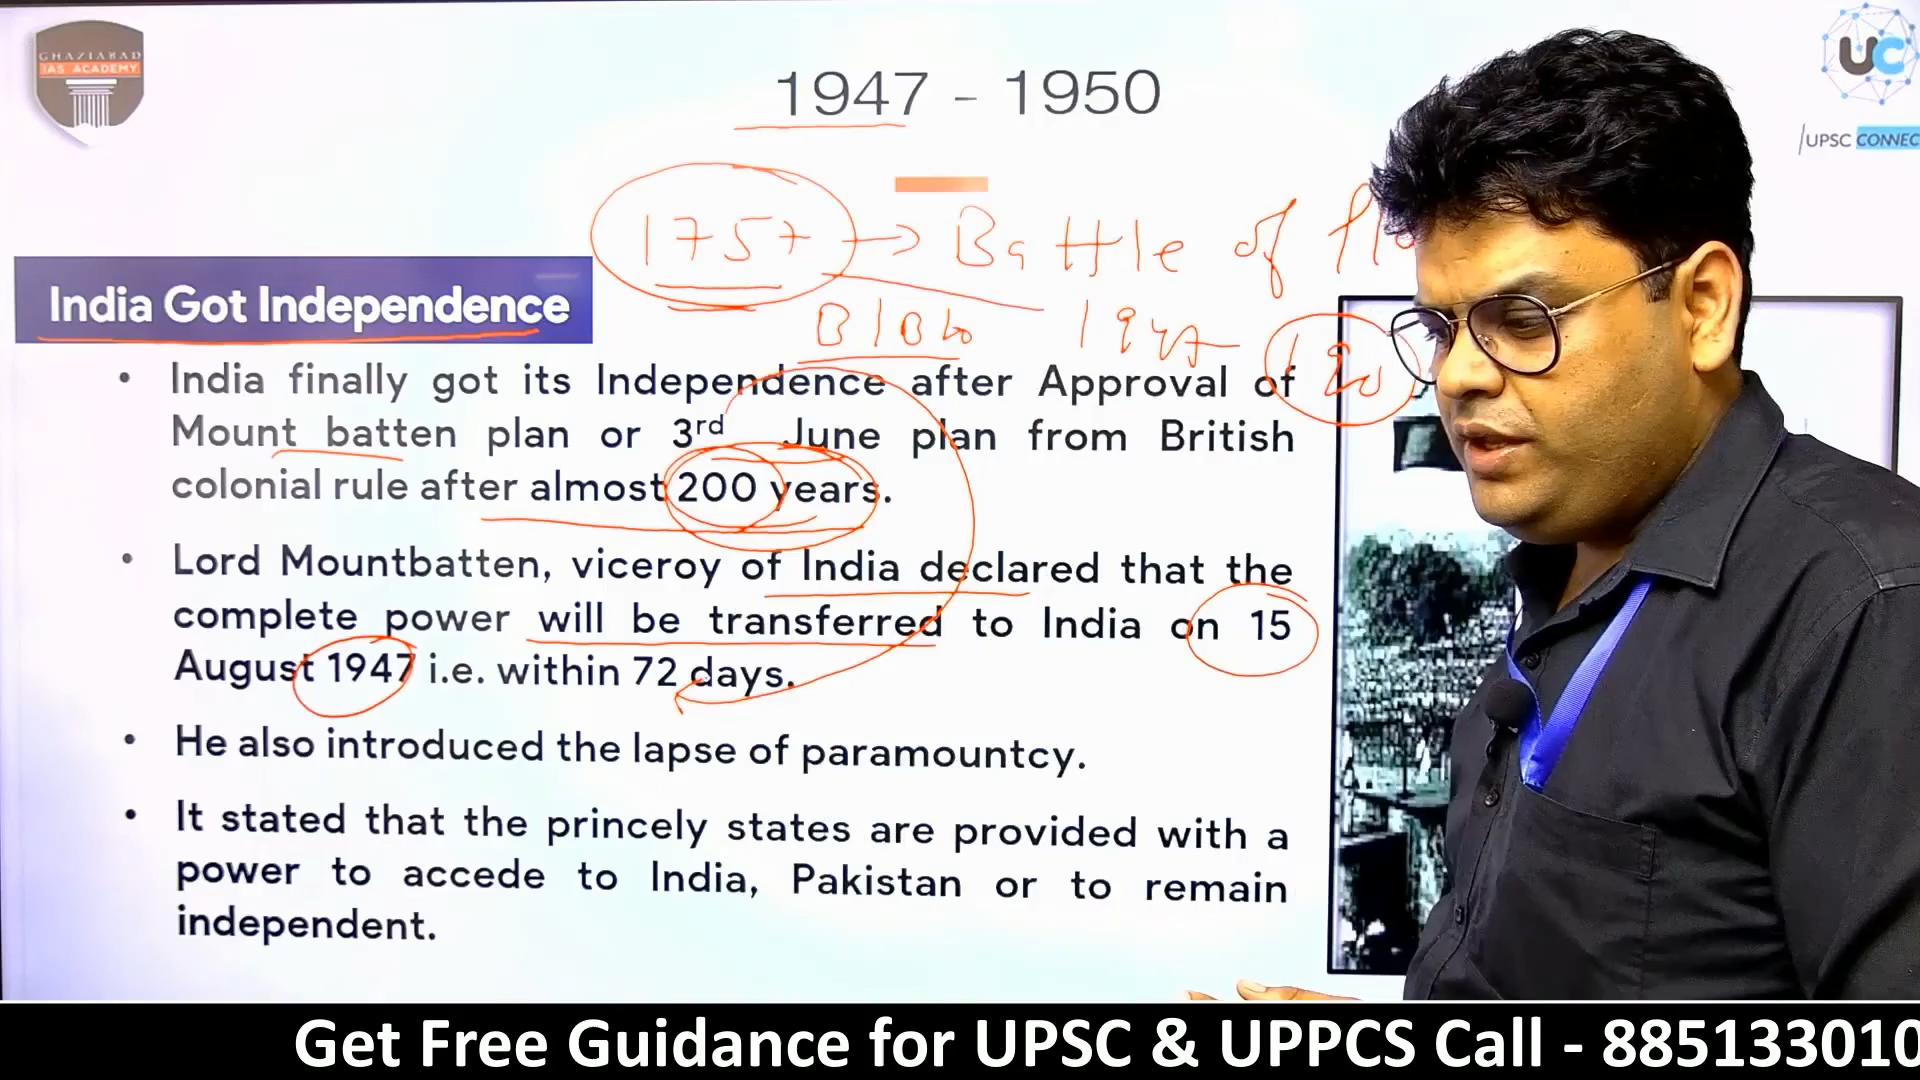 GHAZIABAD
IAS ACADEMY
UC
UPSC CONNEC
1947 - 1950
1757 → Battle of
1947
190
India Got Independence
• India finally got its Independence after Approval of
Mount batten plan or 3rd June plan from British
colonial rule after almost 200 years.
• Lord Mountbatten, viceroy of India declared that the
complete power will be transferred to India on 15
August 1947 i.e. within 72 days.
• He also introduced the lapse of paramountcy.
• It stated that the princely states are provided with a
power to accede to India, Pakistan or to remain
independent.
Get Free Guidance for UPSC & UPPCS Call - 885133010